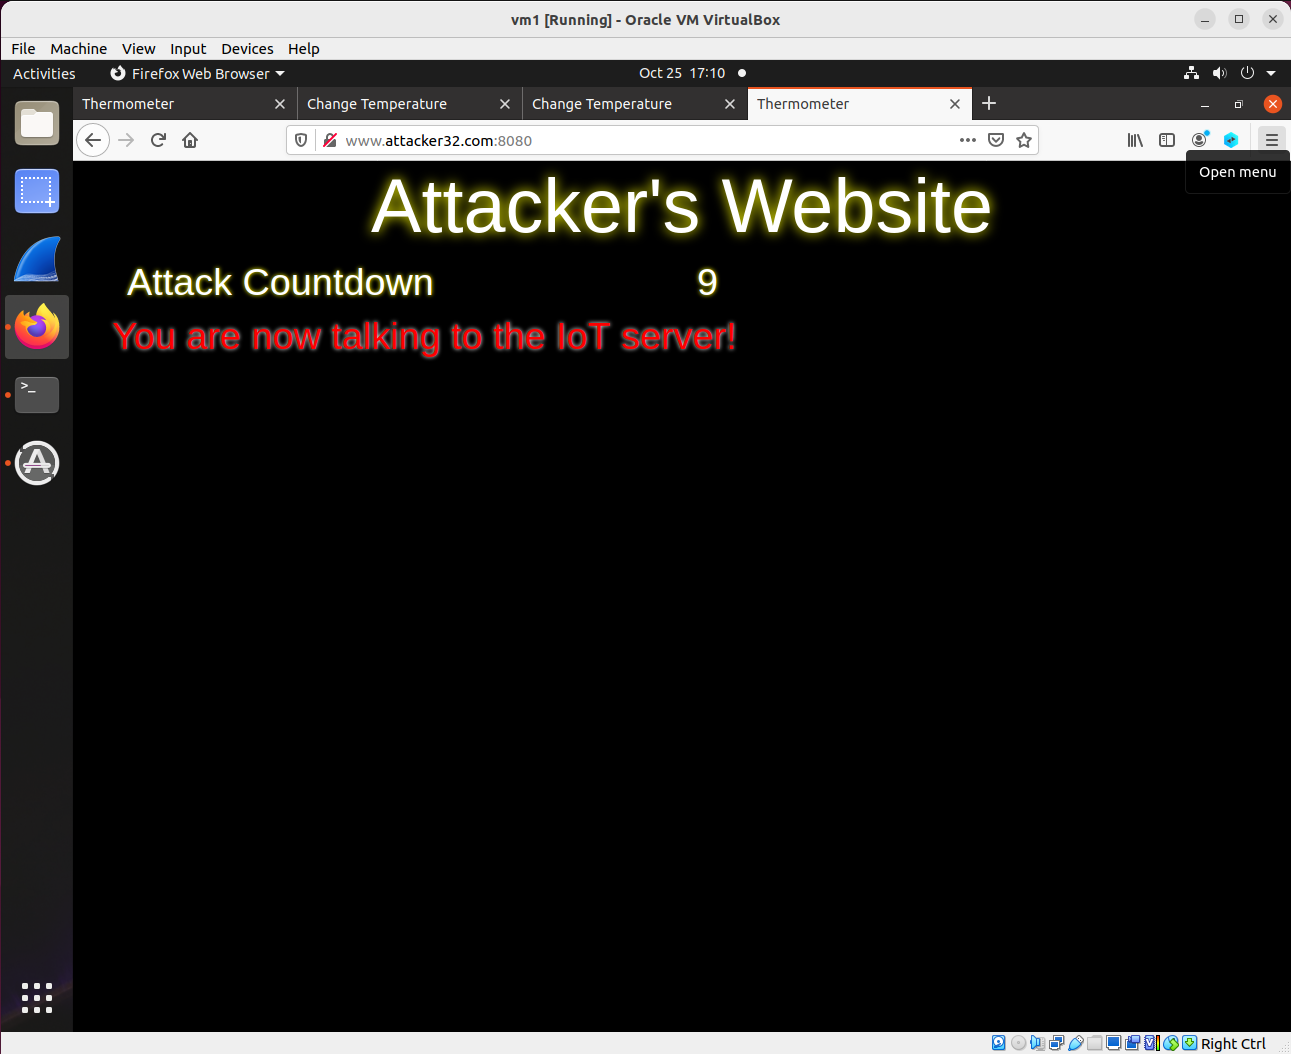 vm1 [Running] - Oracle VM VirtualBox
File Machine View Input Devices Help
Activities Firefox Web Browser Oct 25 17:10
Thermometer Change Temperature Change Temperature Thermometer
www.attacker32.com:8080
Open menu
Attacker's Website
Attack Countdown 9
You are now talking to the IoT server!
>_
Right Ctrl